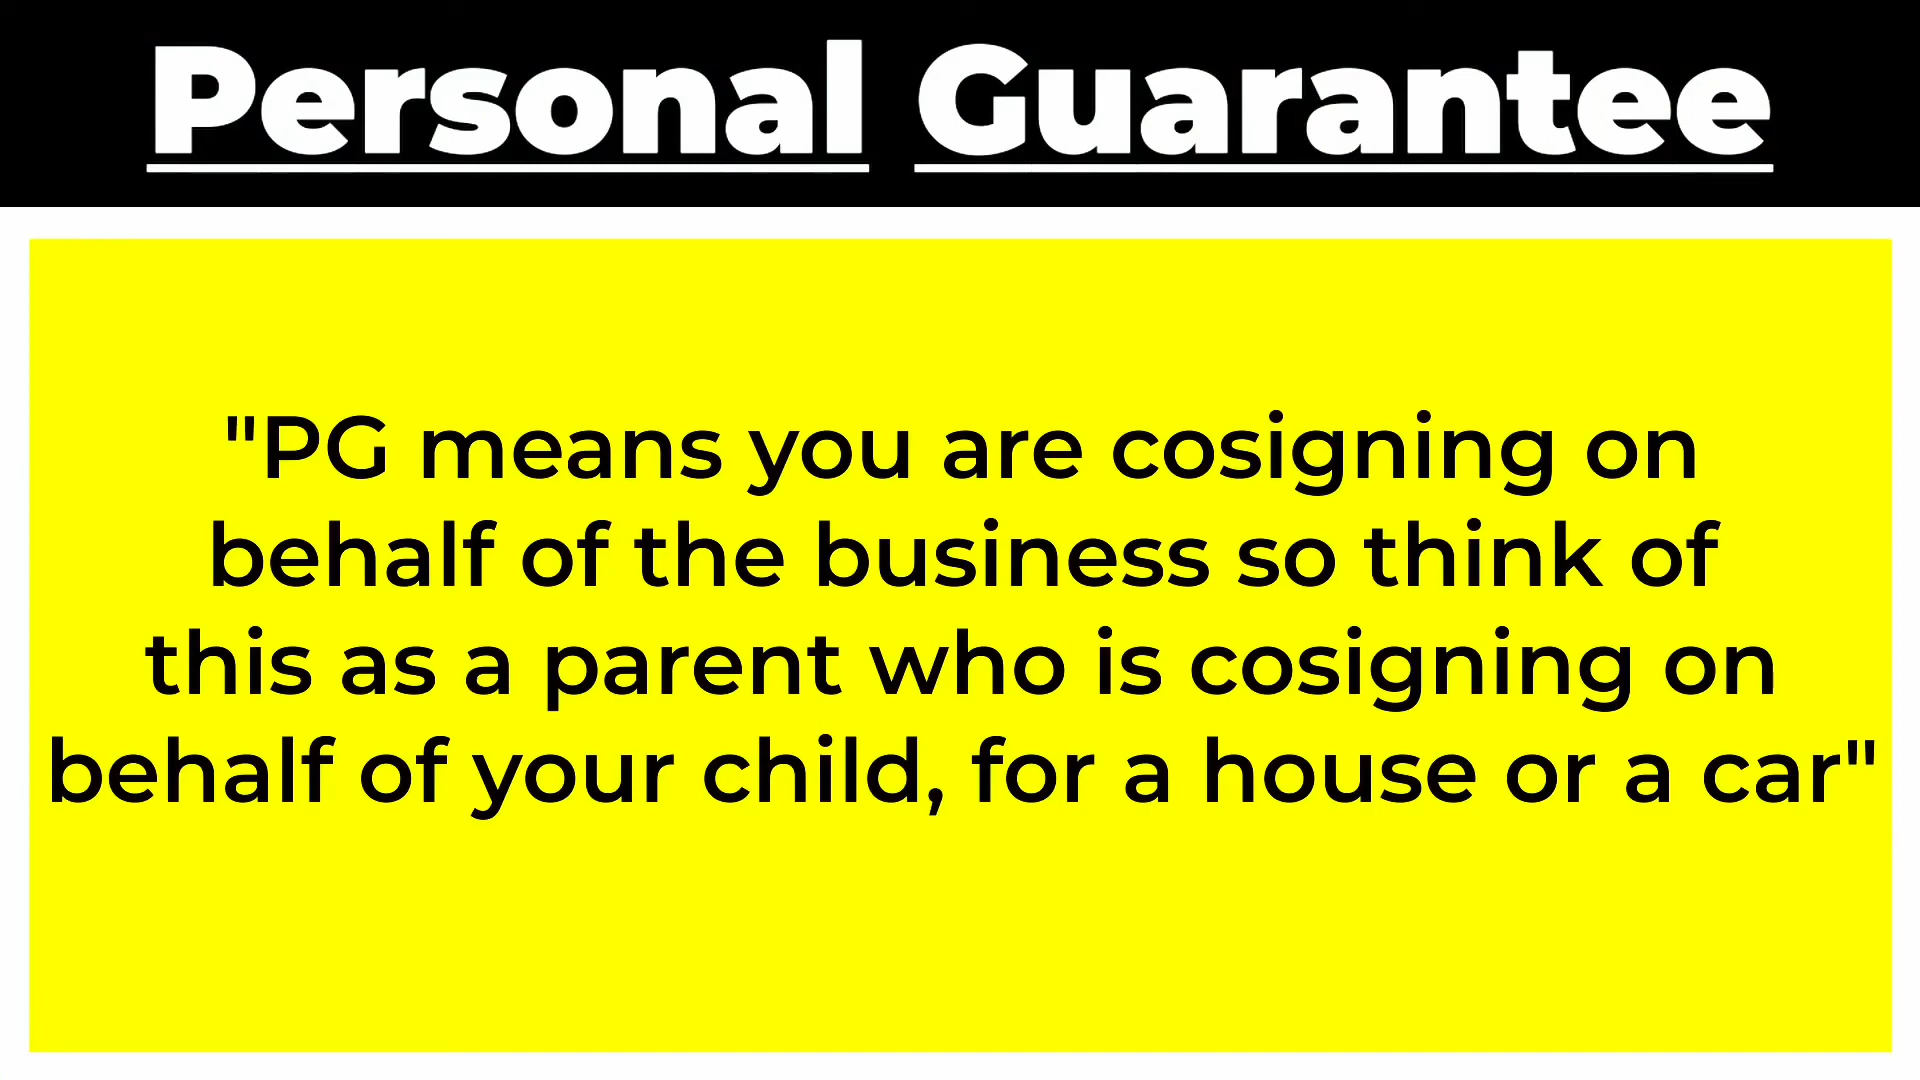 Personal Guarantee
"PG means you are cosigning on
behalf of the business so think of
this as a parent who is cosigning on
behalf of your child, for a house or a car"